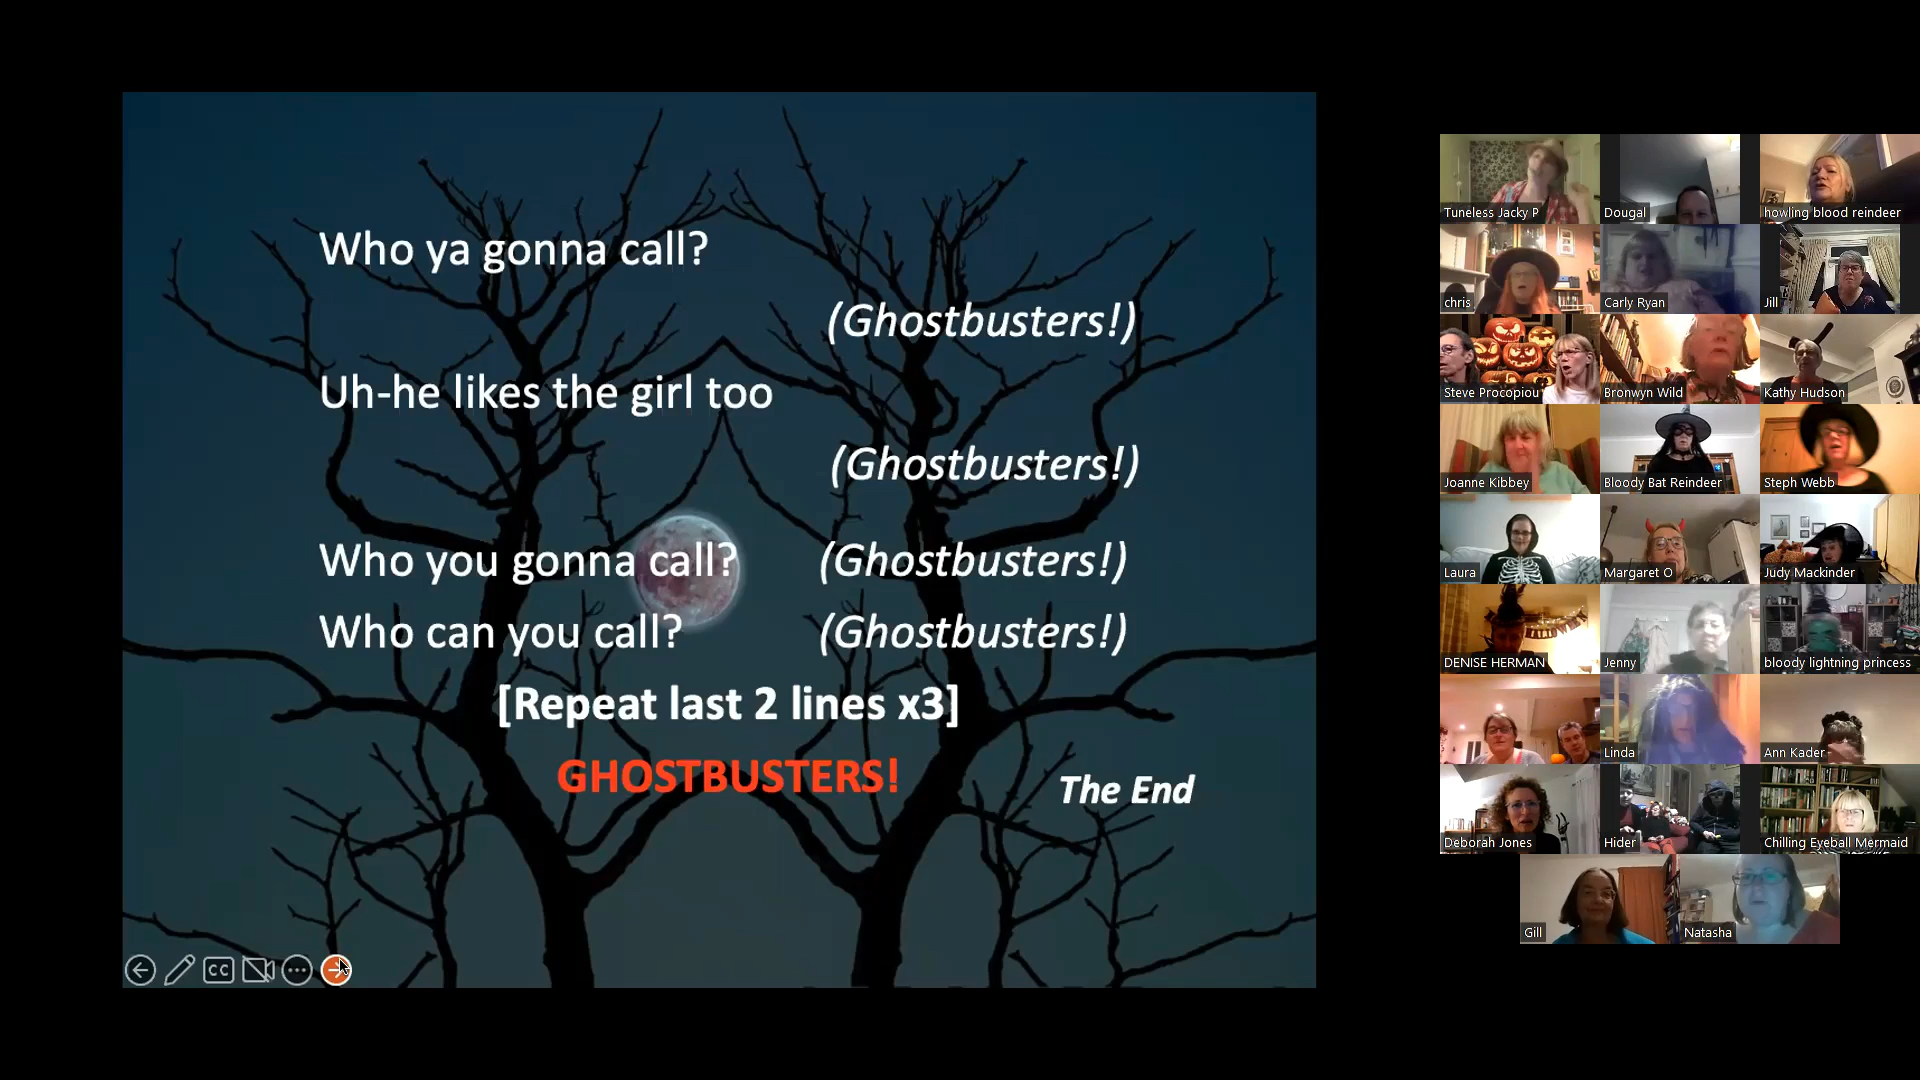 Who ya gonna call?
(Ghostbusters!)
Uh-he likes the girl too
(Ghostbusters!)
Who you gonna call? (Ghostbusters!)
Who can you call? (Ghostbusters!)
[Repeat last 2 lines x3]
GHOSTBUSTERS!
The End
CC
Tuneless Jacky P
Dougal
howling blood reindeer
chris
Carly Ryan
Jill
Steve Procopiou
Bronwyn Wild
Kathy Hudson
Joanne Kibbey
Bloody Bat Reindeer
Steph Webb
Laura
Margaret O
Judy Mackinder
DENISE HERMAN
Jenny
bloody lightning princess
Linda
Ann Kader
Deborah Jones
Hider
Chilling Eyeball Mermaid
Gill
Natasha